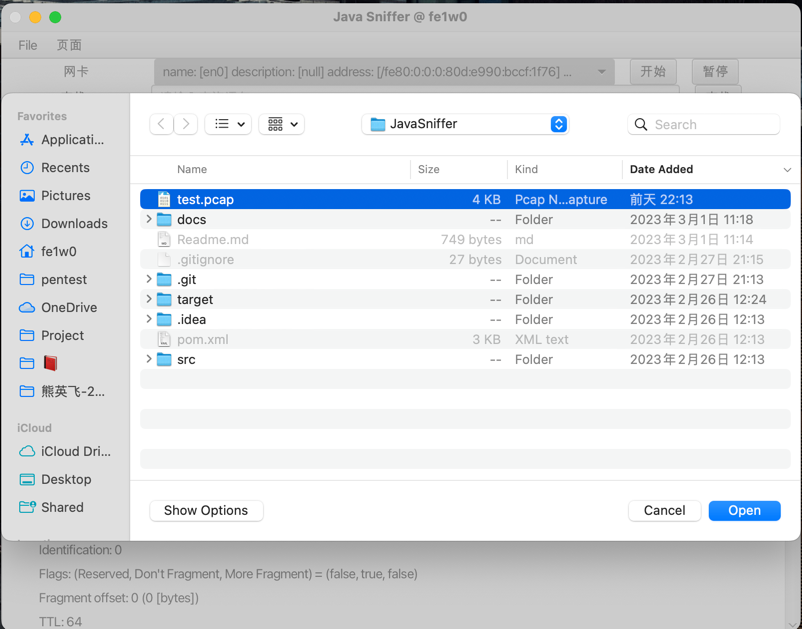 Java Sniffer @ fe1w0
File 页面
网卡 name: [en0] description: [null] address: [/fe80:0:0:0:80d:e990:bccf:1f76] ... 开始 暂停
Favorites
Applicati...
Recents
Pictures
Downloads
fe1w0
pentest
OneDrive
Project
熊英飞-2...
iCloud
iCloud Dri...
Desktop
Shared
JavaSniffer
Search
Name Size Kind Date Added
test.pcap 4 KB Pcap N...apture 前天 22:13
docs -- Folder 2023年3月1日 11:18
Readme.md 749 bytes md 2023年3月1日 11:14
.gitignore 27 bytes Document 2023年2月27日 21:15
.git -- Folder 2023年2月27日 21:13
target -- Folder 2023年2月26日 12:24
.idea -- Folder 2023年2月26日 12:13
pom.xml 3 KB XML text 2023年2月26日 12:13
src -- Folder 2023年2月26日 12:13
Show Options Cancel Open
Identification: 0
Flags: (Reserved, Don't Fragment, More Fragment) = (false, true, false)
Fragment offset: 0 (0 [bytes])
TTL: 64